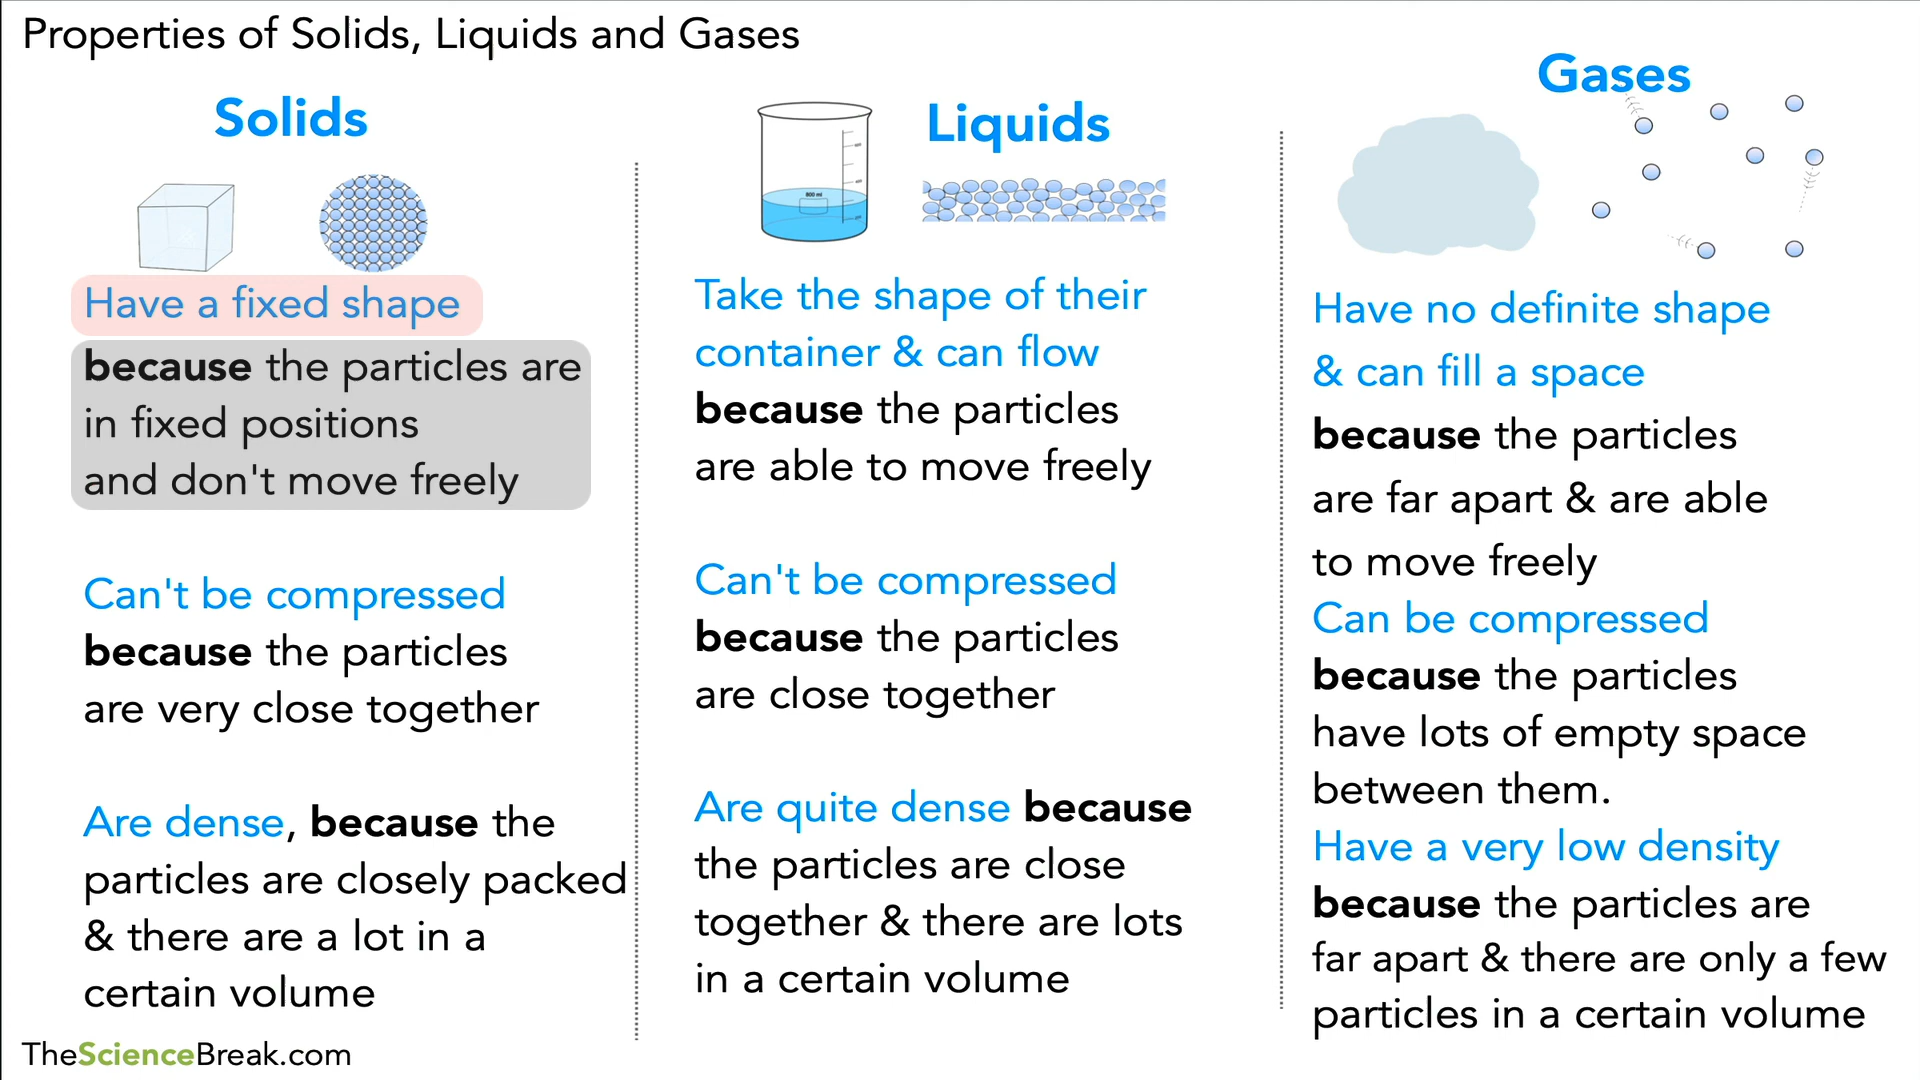 Properties of Solids, Liquids and Gases
Solids
Have a fixed shape
because the particles are
in fixed positions
and don't move freely
Can't be compressed
because the particles
are very close together
Are dense, because the
particles are closely packed
& there are a lot in a
certain volume
Liquids
800 ml
Take the shape of their
container & can flow
because the particles
are able to move freely
Can't be compressed
because the particles
are close together
Are quite dense because
the particles are close
together & there are lots
in a certain volume
Gases
Have no definite shape
& can fill a space
because the particles
are far apart & are able
to move freely
Can be compressed
because the particles
have lots of empty space
between them.
Have a very low density
because the particles are
far apart & there are only a few
particles in a certain volume
TheScienceBreak.com